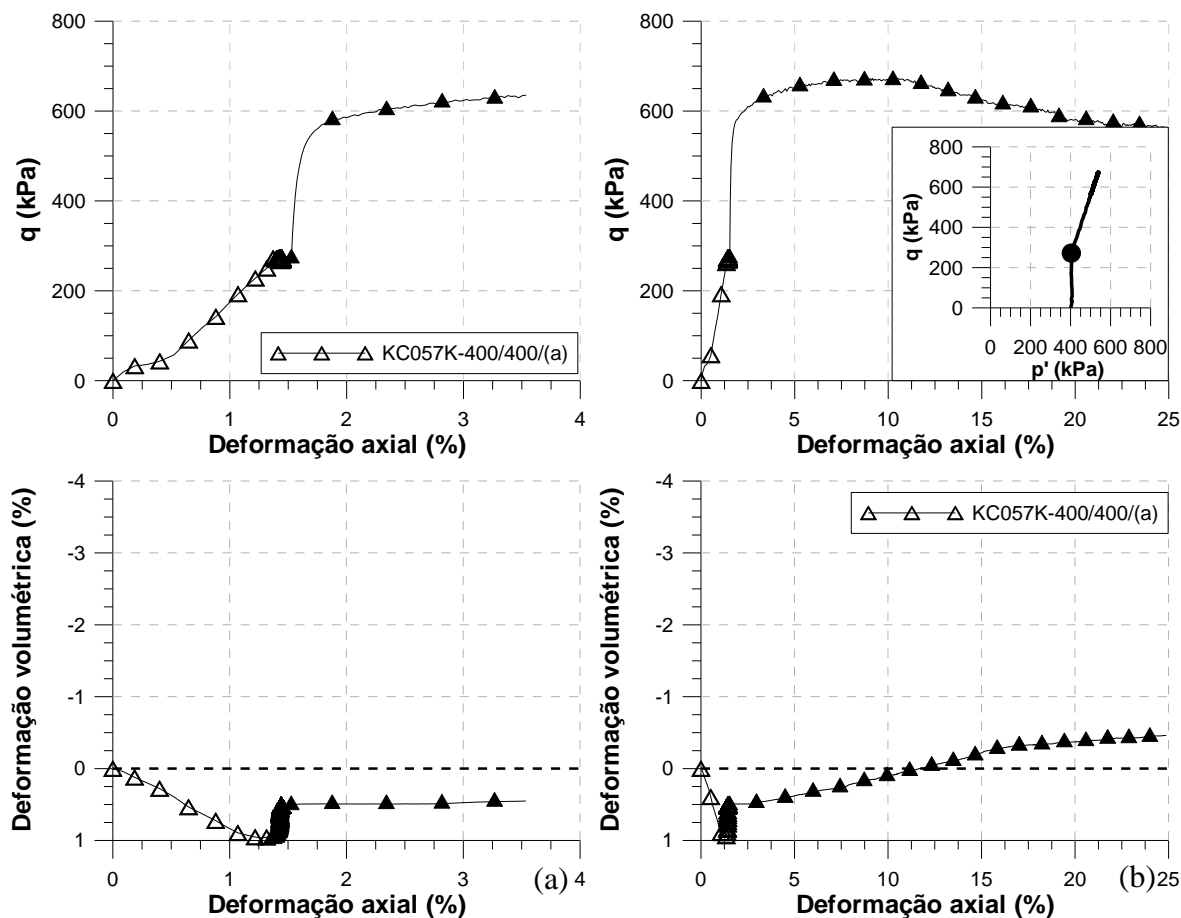 800
600
400
200
0
q (kPa)
0 1 2 3 4
Deformação axial (%)
KC057K-400/400/(a)
800
600
400
200
0
q (kPa)
0 5 10 15 20 25
Deformação axial (%)
800
600
400
200
0
q (kPa)
0 200 400 600 800
p' (kPa)
-4
-3
-2
-1
0
1
Deformação volumétrica (%)
0 1 2 3 4
Deformação axial (%)
(a)
-4
-3
-2
-1
0
1
Deformação volumétrica (%)
KC057K-400/400/(a)
0 5 10 15 20 25
Deformação axial (%)
(b)